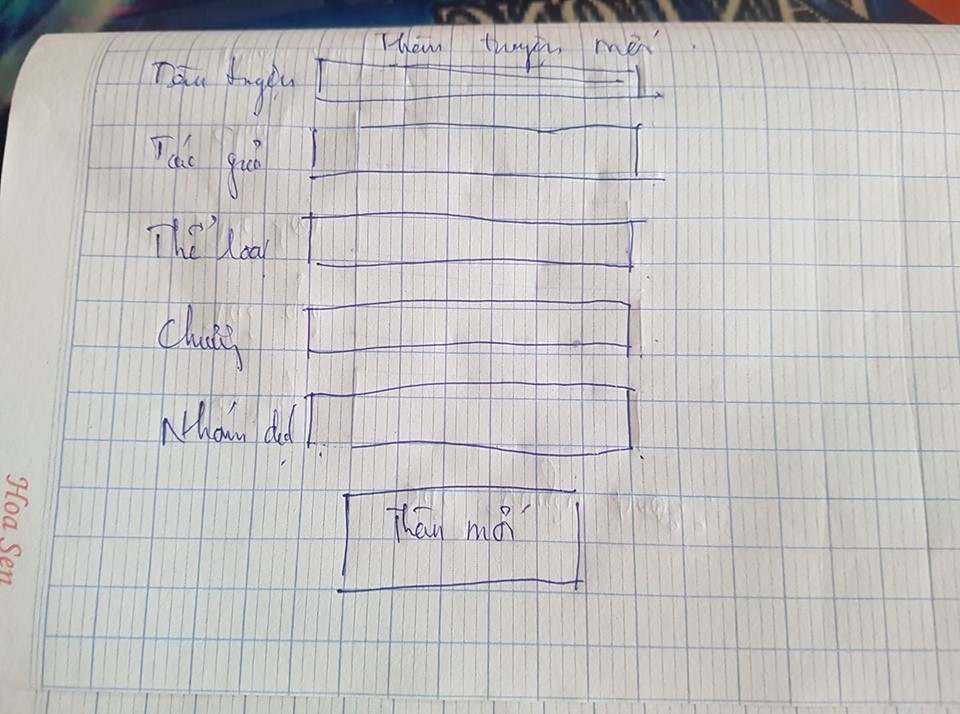 Thêm truyện mới.
Tên truyện
Tác giả
Thể loại
Chương
Nhóm dịch
Thêm mới
Hoa Sen